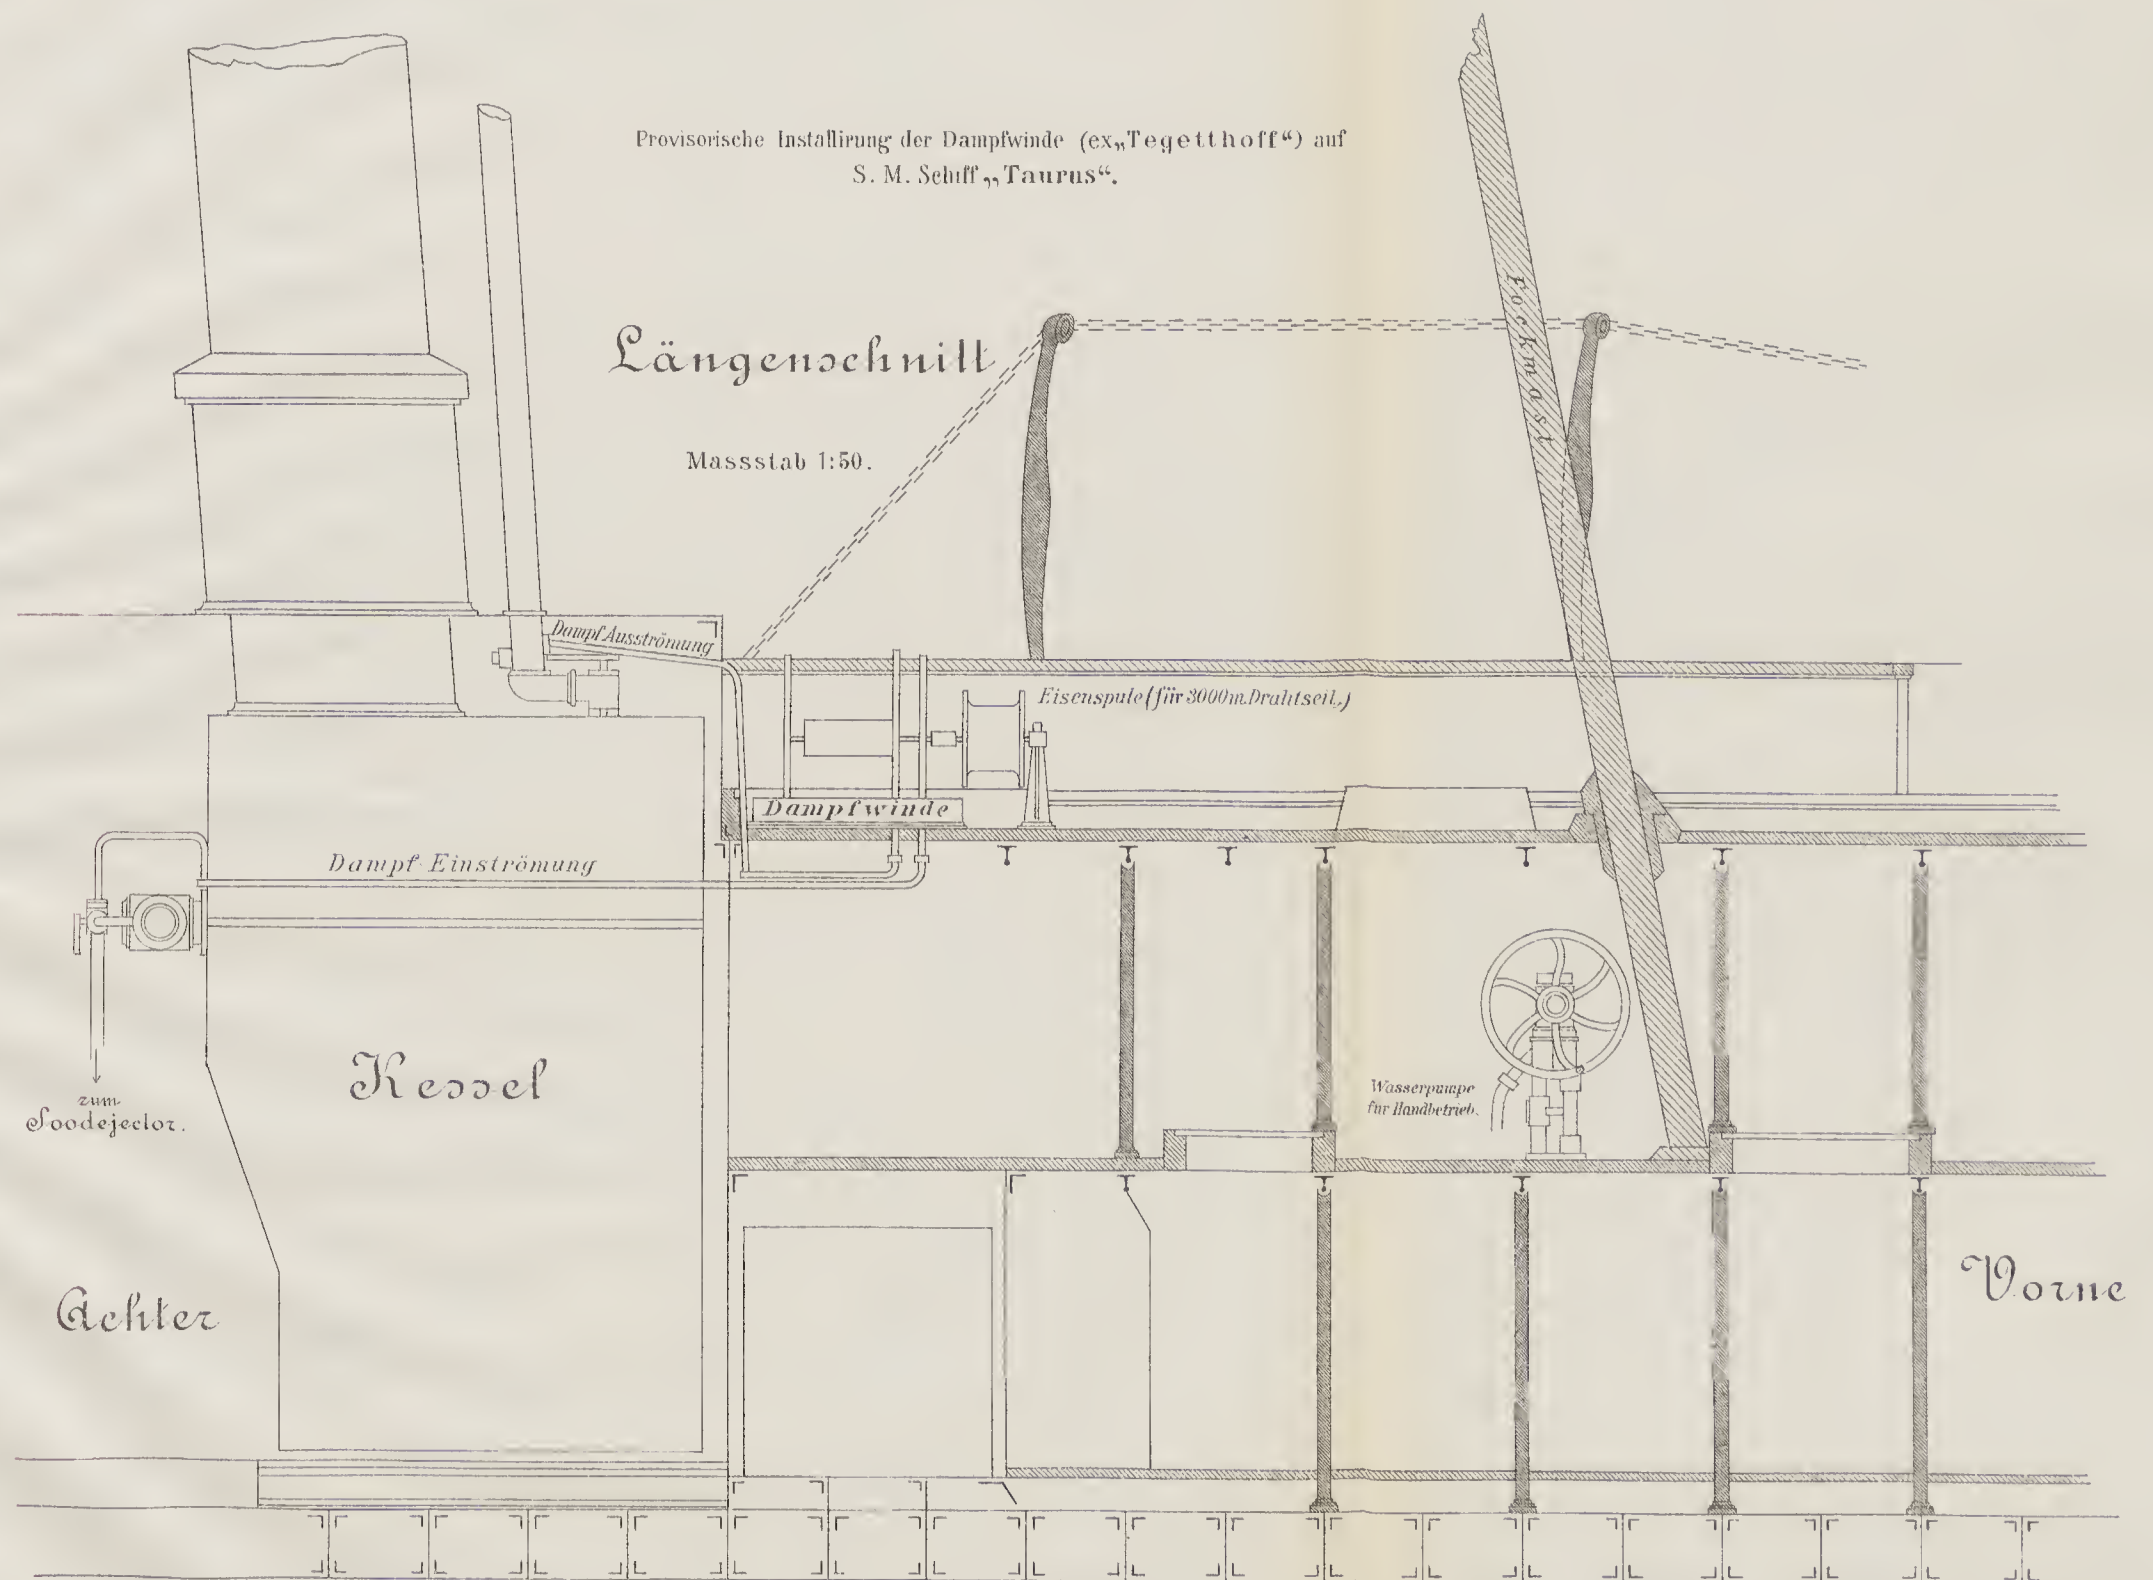 Provisorische Installirung der Dampfwinde (ex„Tegetthoff“) auf
S. M. Schiff „Taurus“.
Längenschnitt
Massstab 1:50.
Fockmast
Dampf Ausströmung
Eisenspule (für 3000 m. Drahtseil.)
Dampfwinde
Dampf-Einströmung
Kessel
zum
Soodejector.
Wasserpumpe
für Handbetrieb.
Achter
Vorne